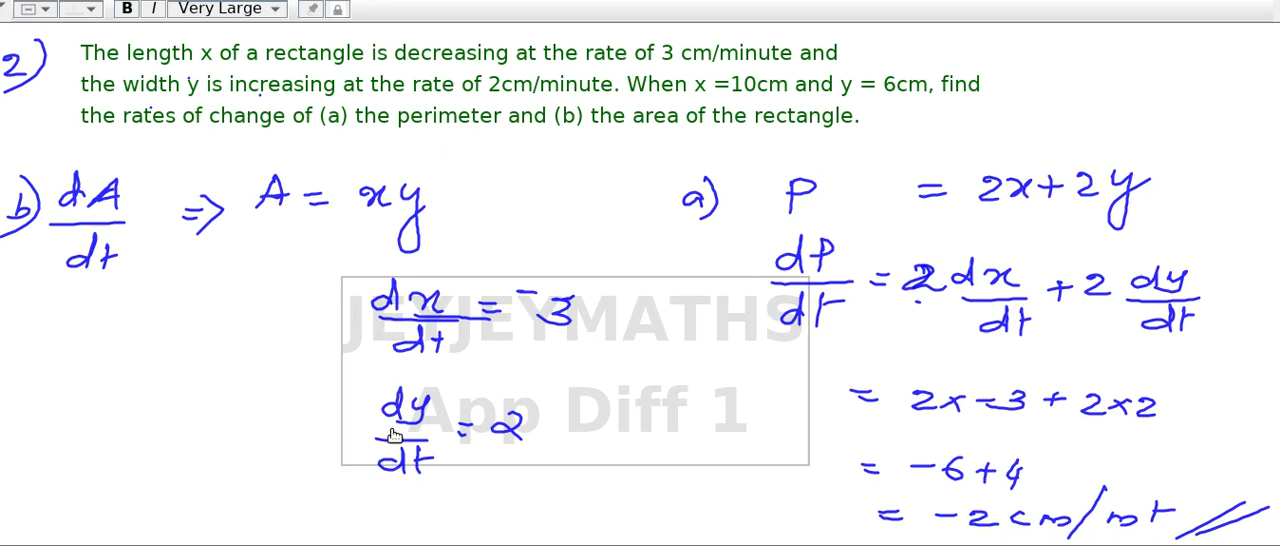 B I Very Large
2) The length x of a rectangle is decreasing at the rate of 3 cm/minute and
the width y is increasing at the rate of 2cm/minute. When x =10cm and y = 6cm, find
the rates of change of (a) the perimeter and (b) the area of the rectangle.
b) dA/dt => A = xy
dx/dt = -3
dy/dt = 2
a) P = 2x+2y
dP/dt = 2 dx/dt + 2 dy/dt
= 2x-3 + 2x2
= -6+4
= -2 cm/mt
JEYJEYMATHS
App Diff 1